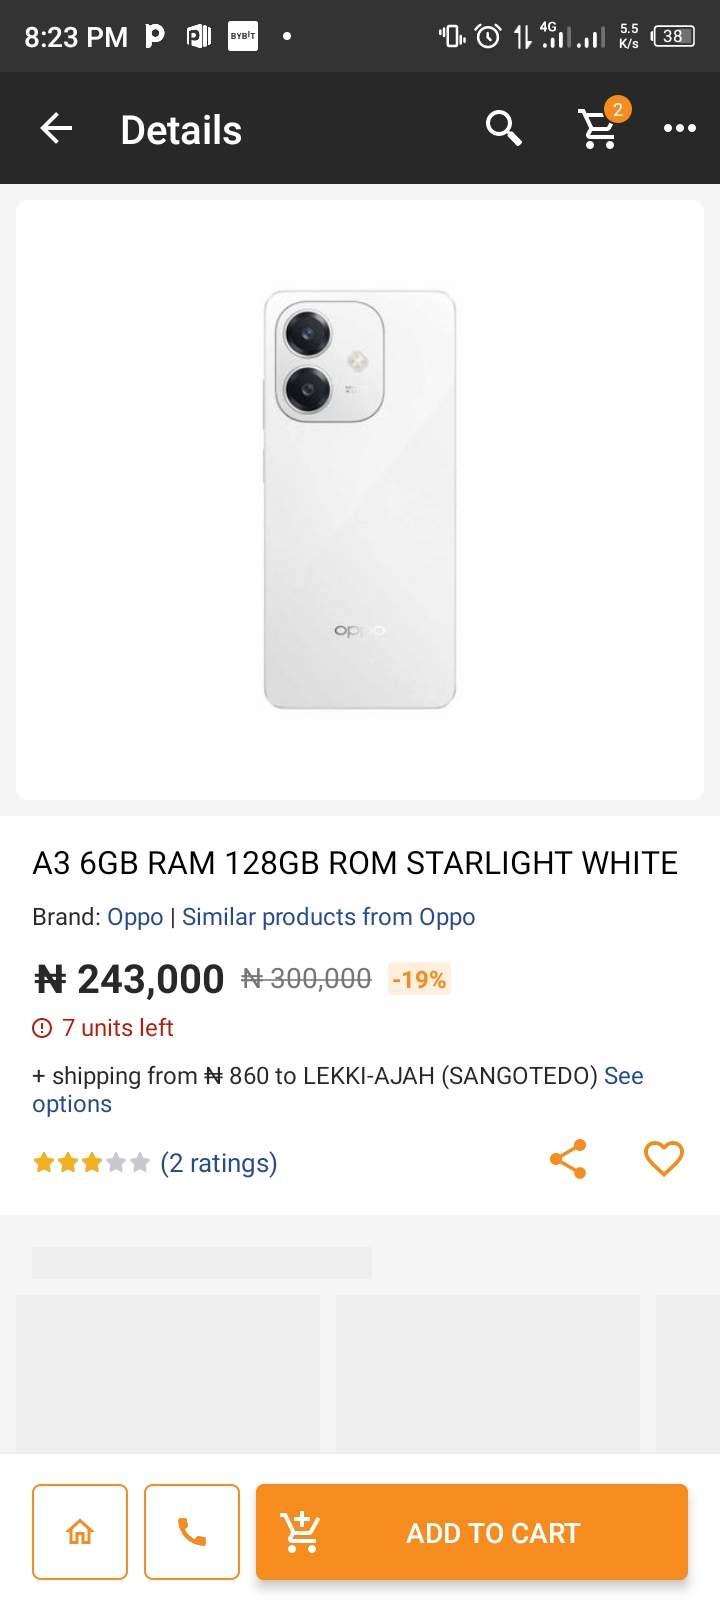 8:23 PM
BYBIT
4G
5.5
K/s
38
Details
2
oppo
A3 6GB RAM 128GB ROM STARLIGHT WHITE
Brand: Oppo | Similar products from Oppo
₦ 243,000 ₦ 300,000 -19%
7 units left
+ shipping from ₦ 860 to LEKKI-AJAH (SANGOTEDO) See
options
(2 ratings)
ADD TO CART